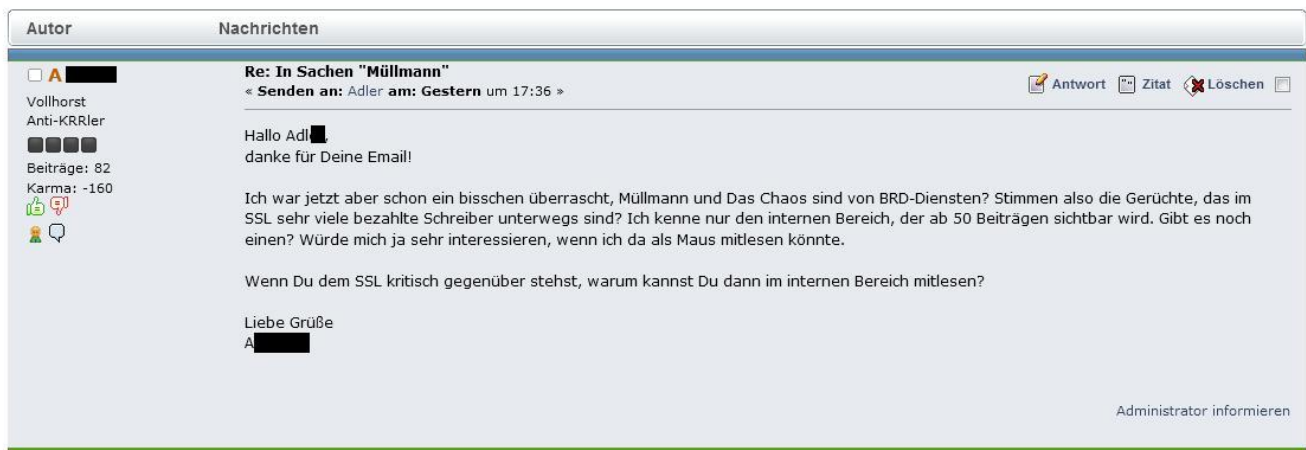 Autor Nachrichten
A
Vollhorst
Anti-KRRler
Beiträge: 82
Karma: -160
Re: In Sachen "Müllmann"
« Senden an: Adler am: Gestern um 17:36 »
Antwort Zitat Löschen
Hallo Adl ,
danke für Deine Email!
Ich war jetzt aber schon ein bisschen überrascht, Müllmann und Das Chaos sind von BRD-Diensten? Stimmen also die Gerüchte, das im
SSL sehr viele bezahlte Schreiber unterwegs sind? Ich kenne nur den internen Bereich, der ab 50 Beiträgen sichtbar wird. Gibt es noch
einen? Würde mich ja sehr interessieren, wenn ich da als Maus mitlesen könnte.
Wenn Du dem SSL kritisch gegenüber stehst, warum kannst Du dann im internen Bereich mitlesen?
Liebe Grüße
A
Administrator informieren